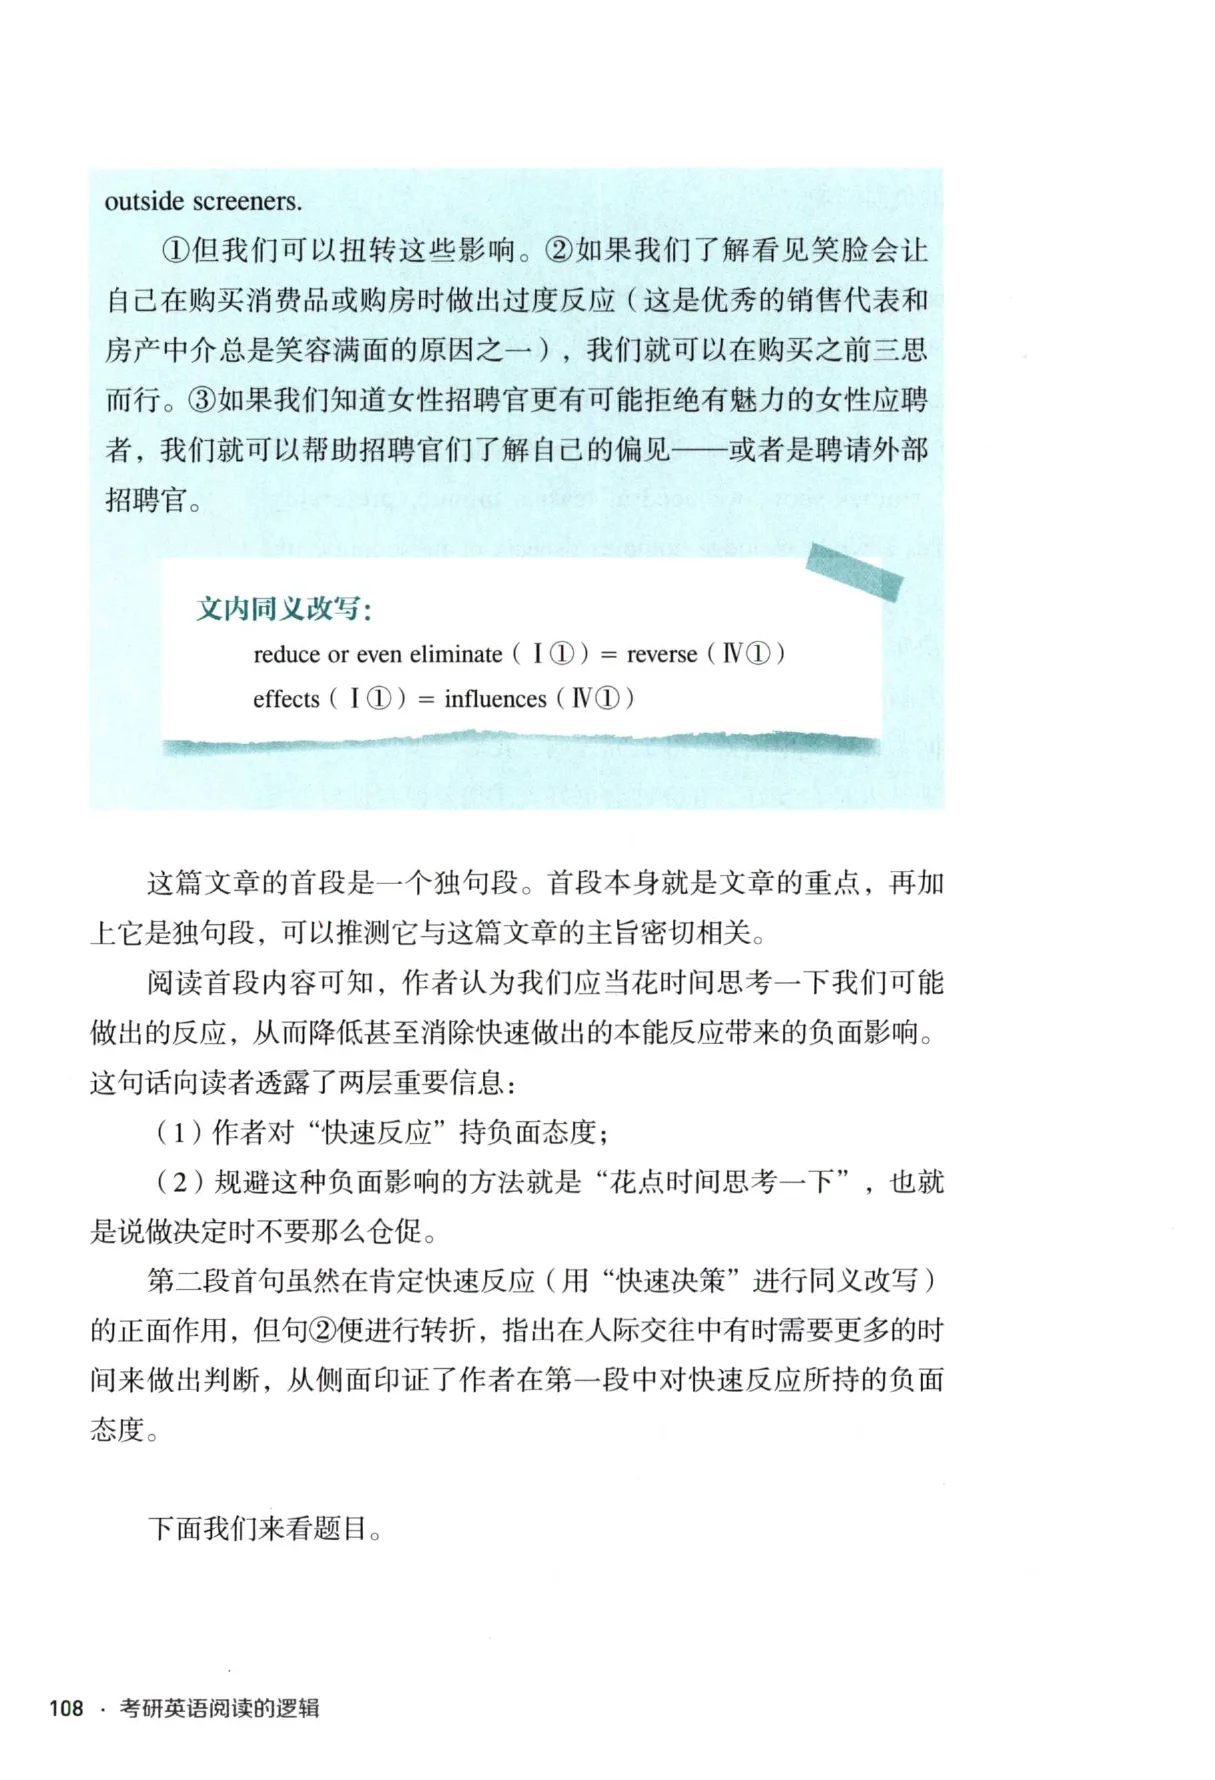 outside screeners.
①但我们可以扭转这些影响。②如果我们了解看见笑脸会让
自己在购买消费品或购房时做出过度反应（这是优秀的销售代表和
房产中介总是笑容满面的原因之一），我们就可以在购买之前三思
而行。③如果我们知道女性招聘官更有可能拒绝有魅力的女性应聘
者，我们就可以帮助招聘官们了解自己的偏见——或者是聘请外部
招聘官。
文内同义改写：
reduce or even eliminate（Ⅰ①）= reverse（Ⅳ①）
effects（Ⅰ①）= influences（Ⅳ①）
这篇文章的首段是一个独句段。首段本身就是文章的重点，再加
上它是独句段，可以推测它与这篇文章的主旨密切相关。
阅读首段内容可知，作者认为我们应当花时间思考一下我们可能
做出的反应，从而降低甚至消除快速做出的本能反应带来的负面影响。
这句话向读者透露了两层重要信息：
（1）作者对“快速反应”持负面态度；
（2）规避这种负面影响的方法就是“花点时间思考一下”，也就
是说做决定时不要那么仓促。
第二段首句虽然在肯定快速反应（用“快速决策”进行同义改写）
的正面作用，但句②便进行转折，指出在人际交往中有时需要更多的时
间来做出判断，从侧面印证了作者在第一段中对快速反应所持的负面
态度。
下面我们来看题目。
108 · 考研英语阅读的逻辑